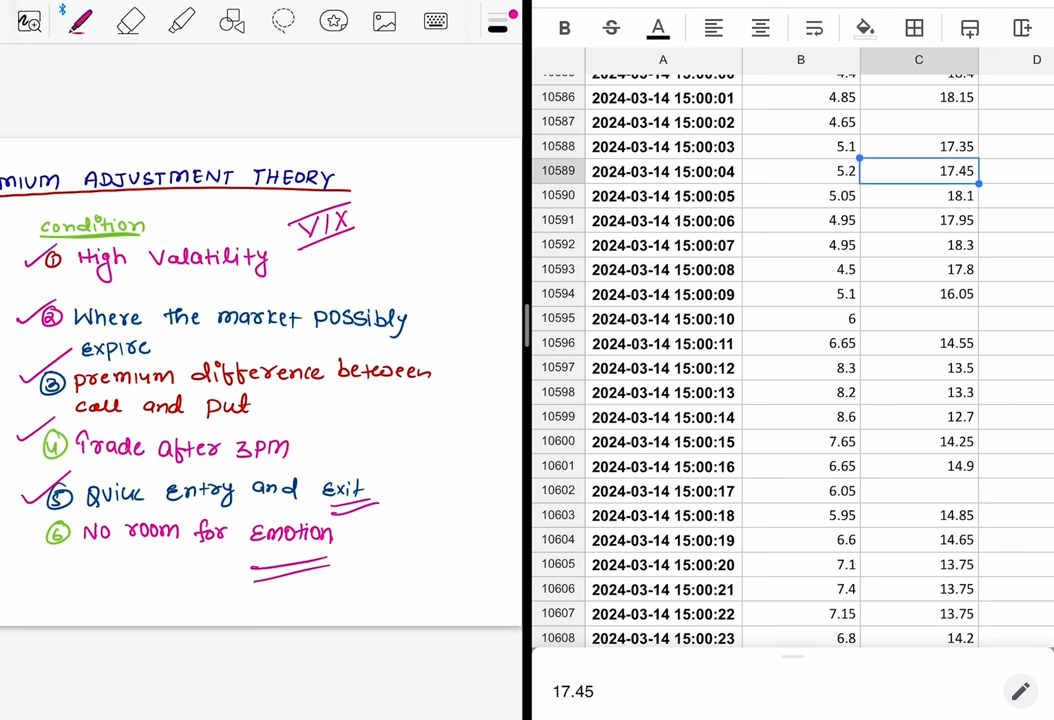 MIUM ADJUSTMENT THEORY
condition
VIX
① High Valatility
② Where the market possibly
expire
③ premium difference between
call and put
④ Trade after 3PM
⑤ Quick Entry and Exit
⑥ No room for Emotion
B S A
A B C D
10586 2024-03-14 15:00:01 4.85 18.15
10587 2024-03-14 15:00:02 4.65
10588 2024-03-14 15:00:03 5.1 17.35
10589 2024-03-14 15:00:04 5.2 17.45
10590 2024-03-14 15:00:05 5.05 18.1
10591 2024-03-14 15:00:06 4.95 17.95
10592 2024-03-14 15:00:07 4.95 18.3
10593 2024-03-14 15:00:08 4.5 17.8
10594 2024-03-14 15:00:09 5.1 16.05
10595 2024-03-14 15:00:10 6
10596 2024-03-14 15:00:11 6.65 14.55
10597 2024-03-14 15:00:12 8.3 13.5
10598 2024-03-14 15:00:13 8.2 13.3
10599 2024-03-14 15:00:14 8.6 12.7
10600 2024-03-14 15:00:15 7.65 14.25
10601 2024-03-14 15:00:16 6.65 14.9
10602 2024-03-14 15:00:17 6.05
10603 2024-03-14 15:00:18 5.95 14.85
10604 2024-03-14 15:00:19 6.6 14.65
10605 2024-03-14 15:00:20 7.1 13.75
10606 2024-03-14 15:00:21 7.4 13.75
10607 2024-03-14 15:00:22 7.15 13.75
10608 2024-03-14 15:00:23 6.8 14.2
17.45